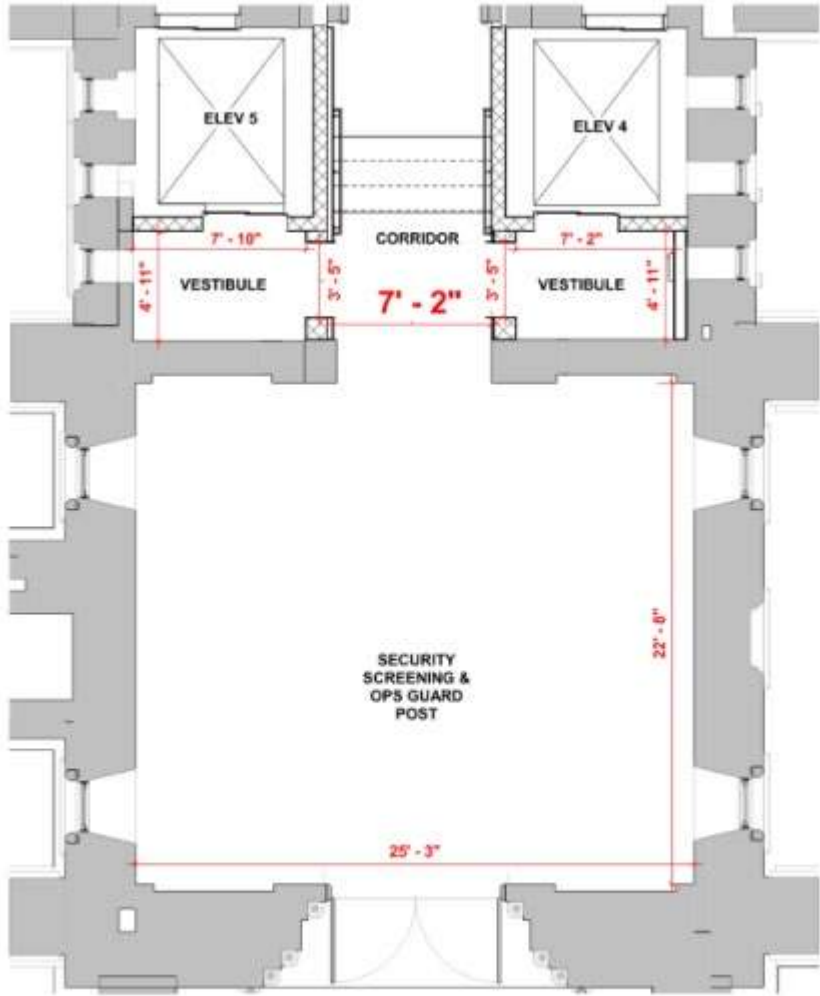 ELEV 5
ELEV 4
7' - 10"
CORRIDOR
7' - 2"
4' - 11"
VESTIBULE
3' - 5"
7' - 2"
3' - 5"
VESTIBULE
4' - 11"
22' - 8"
SECURITY
SCREENING &
OPS GUARD
POST
25' - 3"